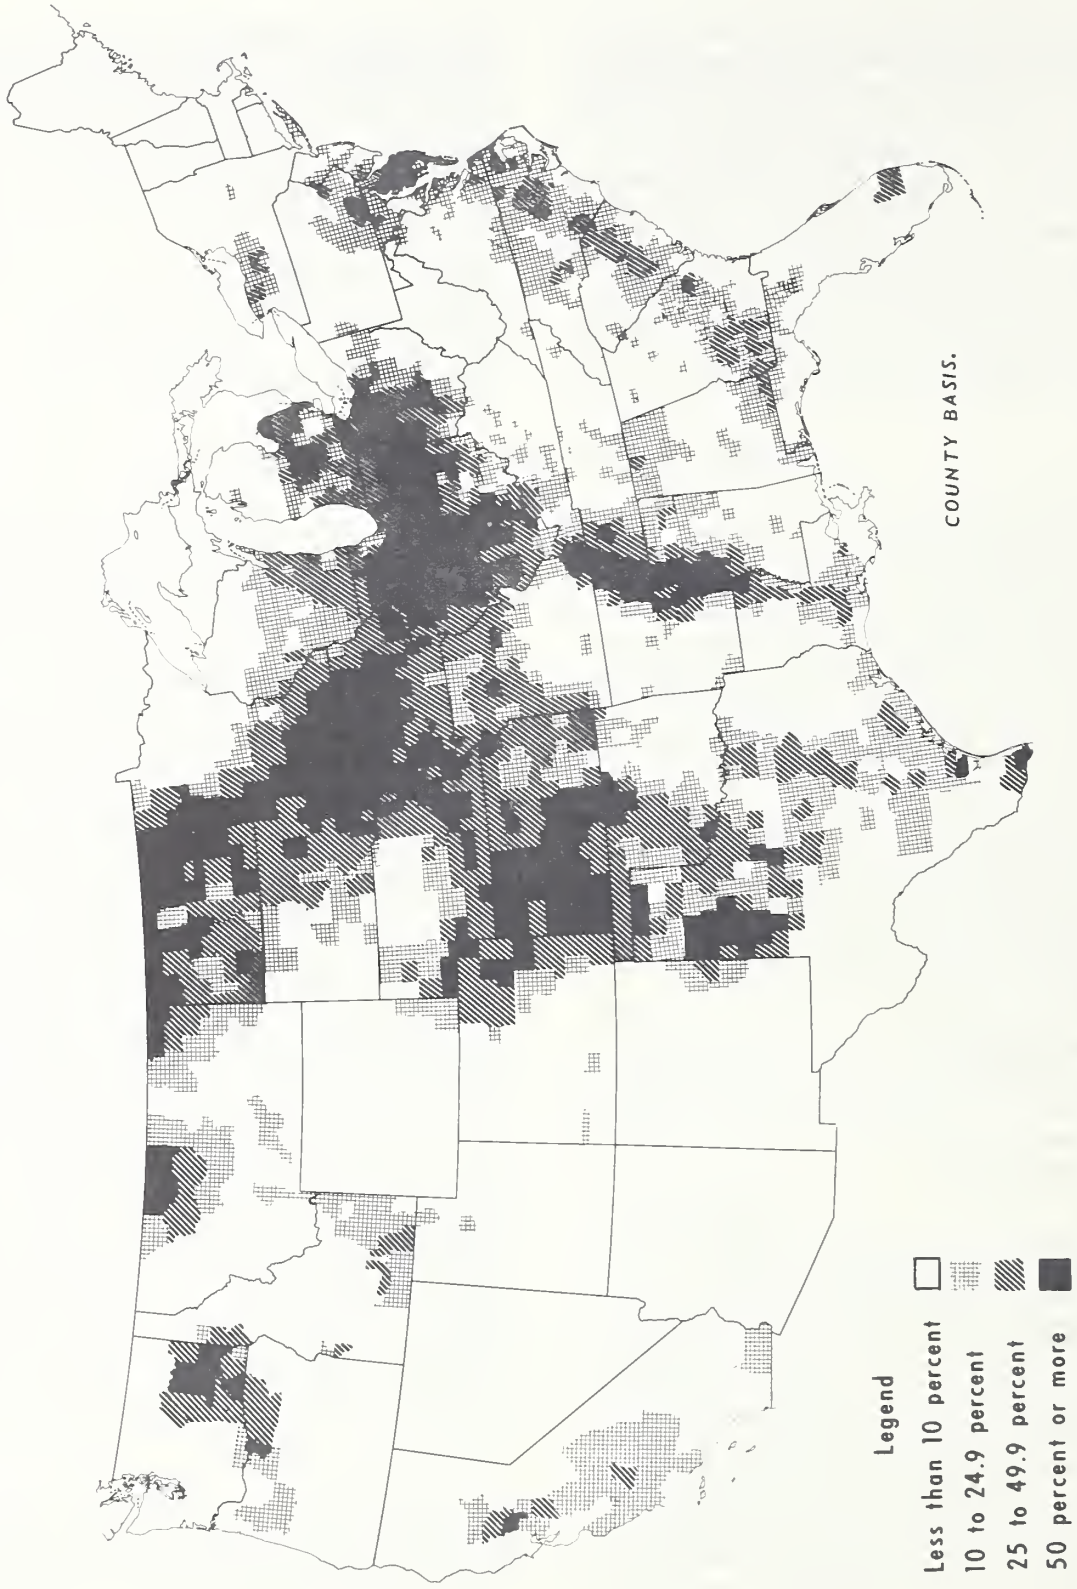 COUNTY BASIS.
Legend
Less than 10 percent
10 to 24.9 percent
25 to 49.9 percent
50 percent or more